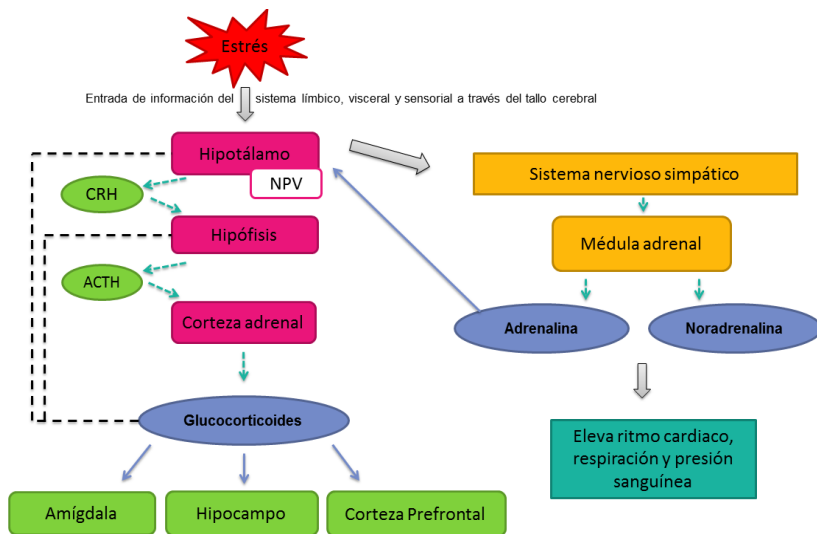 Estrés
Entrada de información del sistema límbico, visceral y sensorial a través del tallo cerebral
Hipotálamo
NPV
CRH
Hipófisis
ACTH
Corteza adrenal
Glucocorticoides
Amígdala
Hipocampo
Corteza Prefrontal
Sistema nervioso simpático
Médula adrenal
Adrenalina
Noradrenalina
Eleva ritmo cardiaco,
respiración y presión
sanguínea